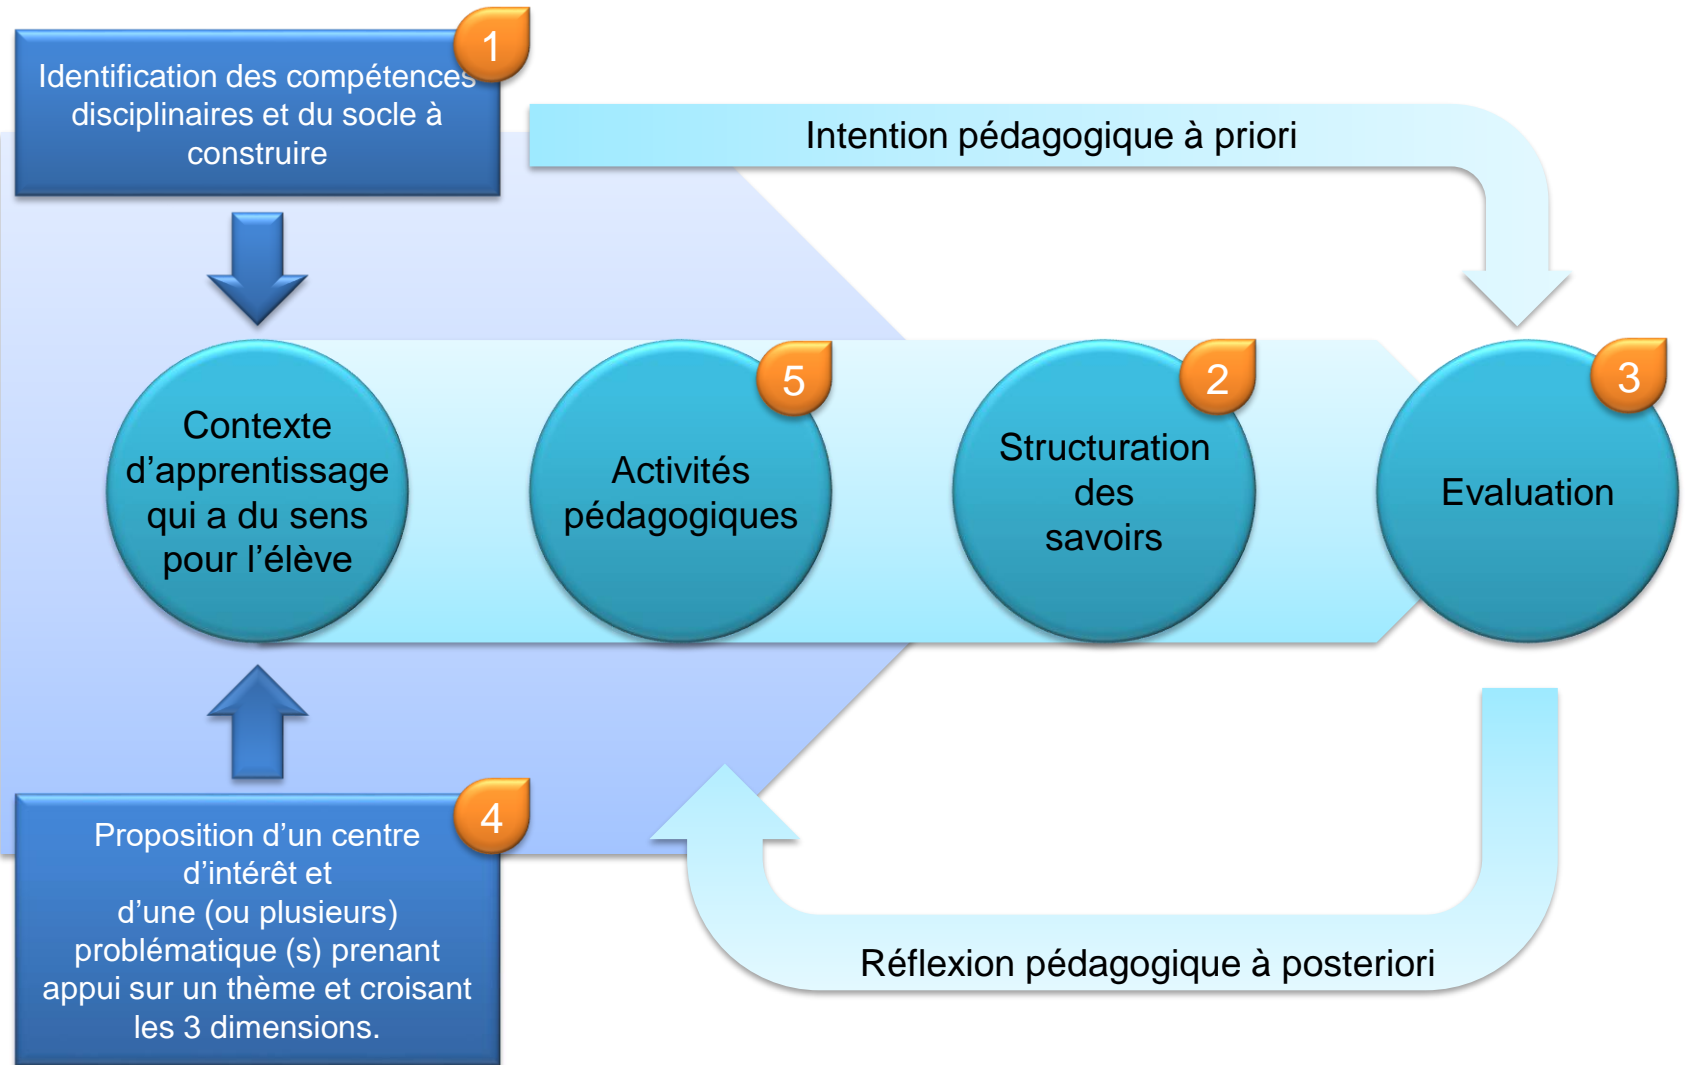 1
Identification des compétences
disciplinaires et du socle à
construire
Intention pédagogique à priori
Contexte
d’apprentissage
qui a du sens
pour l’élève
5
Activités
pédagogiques
2
Structuration
des
savoirs
3
Evaluation
4
Proposition d’un centre
d’intérêt et
d’une (ou plusieurs)
problématique (s) prenant
appui sur un thème et croisant
les 3 dimensions.
Réflexion pédagogique à posteriori